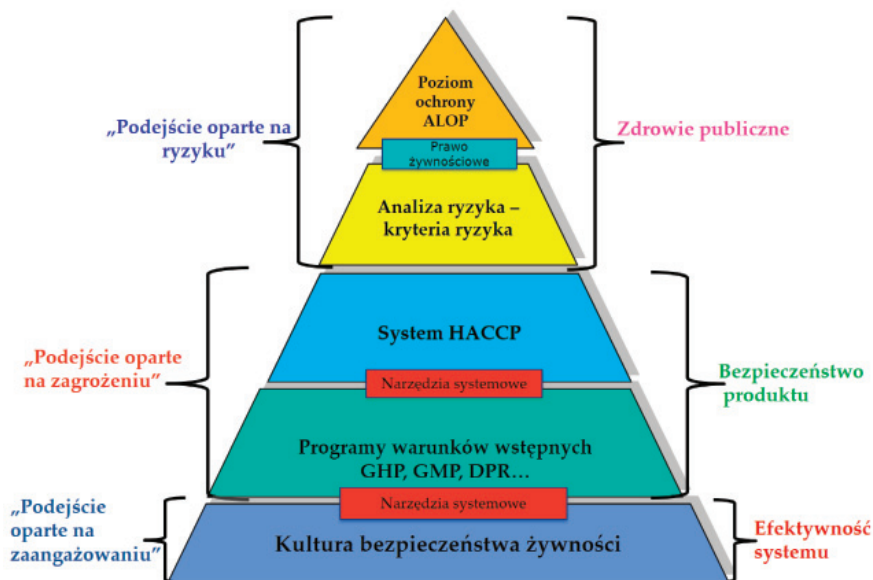 Poziom
ochrony
ALOP
„Podejście oparte na
ryzyku”
Zdrowie publiczne
Prawo
żywnościowe
Analiza ryzyka –
kryteria ryzyka
System HACCP
„Podejście oparte
na zagrożeniu”
Narzędzia systemowe
Bezpieczeństwo
produktu
Programy warunków wstępnych
GHP, GMP, DPR...
Narzędzia systemowe
„Podejście
oparte na
zaangażowaniu”
Kultura bezpieczeństwa żywności
Efektywność
systemu